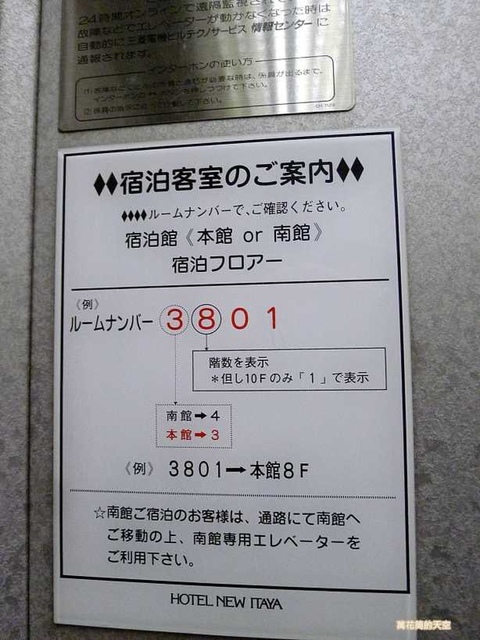 24時間オンラインで遠隔監視され
故障などでエレベーターが動かなくなった時は
自動的に三菱電機ビルテクノサービス 情報センター に
通報されます。
インターホンの使い方
◆◆宿泊客室のご案内◆◆
◆◆◆◆ルームナンバーで、ご確認ください。
宿泊館《本館 or 南館》
宿泊フロアー
《例》
ルームナンバー 3801
階数を表示
*但し10Fのみ「1」で表示
南館→4
本館→3
《例》 3801→本館8F
☆南館ご宿泊のお客様は、通路にて南館へ
ご移動の上、南館専用エレベーターを
ご利用下さい。
HOTEL NEW ITAYA
萬花筒的天空